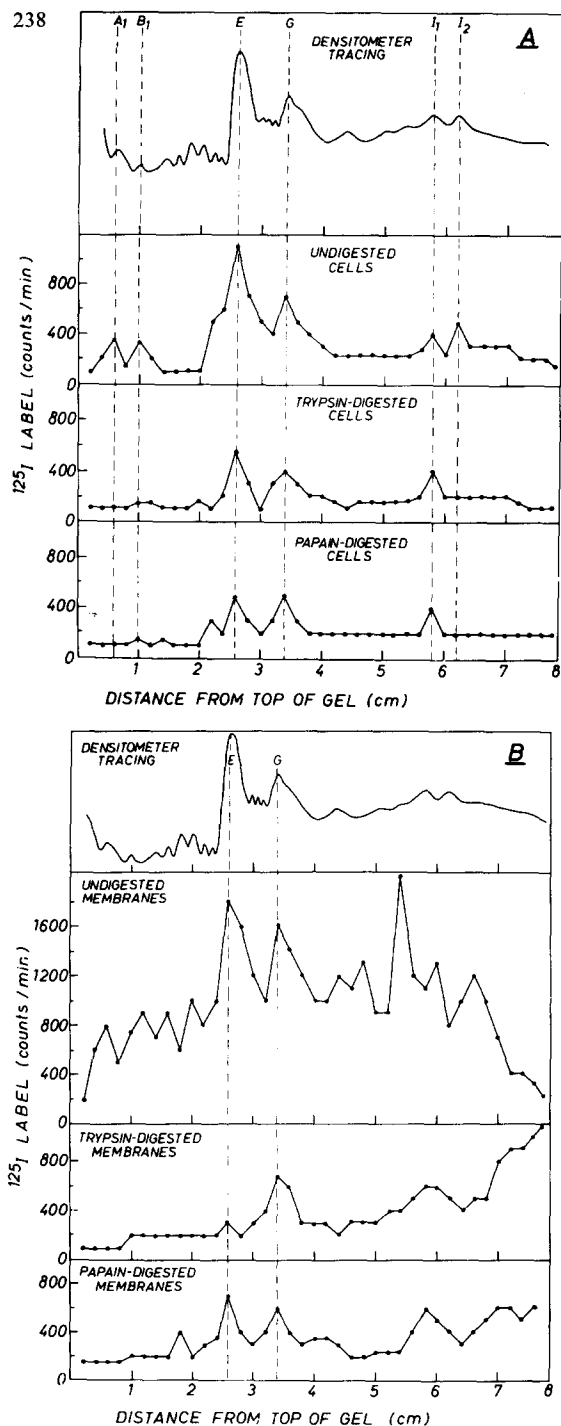 238
A1 B1 E G I1 I2
DENSITOMETER TRACING
A
UNDIGESTED CELLS
800
400
0
TRYPSIN-DIGESTED CELLS
800
400
0
PAPAIN-DIGESTED CELLS
800
400
0
125I LABEL (counts/min)
1 2 3 4 5 6 7 8
DISTANCE FROM TOP OF GEL (cm)
DENSITOMETER TRACING
E G
B
UNDIGESTED MEMBRANES
1600
1200
800
400
0
TRYPSIN-DIGESTED MEMBRANES
800
400
0
PAPAIN-DIGESTED MEMBRANES
800
400
0
125I LABEL (counts/min.)
1 2 3 4 5 6 7 8
DISTANCE FROM TOP OF GEL (cm)